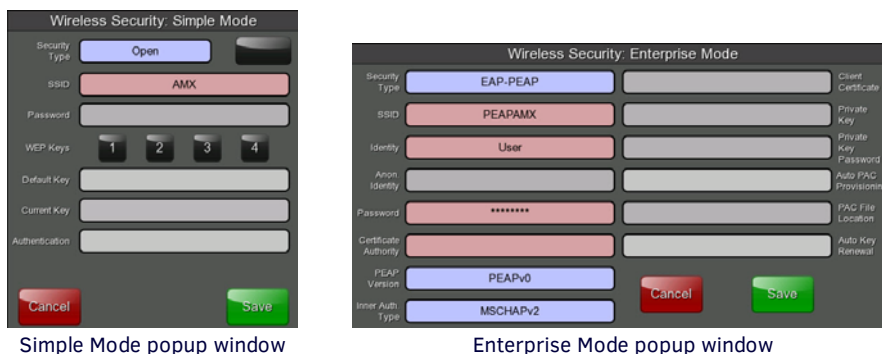 Wireless Security: Simple Mode
Security Type
Open
SSID
AMX
Password
WEP Keys
1 2 3 4
Default Key
Current Key
Authentication
Cancel
Save
Simple Mode popup window
Wireless Security: Enterprise Mode
Security Type
EAP-PEAP
Client Certificate
SSID
PEAPAMX
Private Key
Identity
User
Private Key Password
Anon. Identity
Auto PAC Provisionin
Password
********
PAC File Location
Certificate Authority
Auto Key Renewal
PEAP Version
PEAPv0
Inner Auth. Type
MSCHAPv2
Cancel
Save
Enterprise Mode popup window